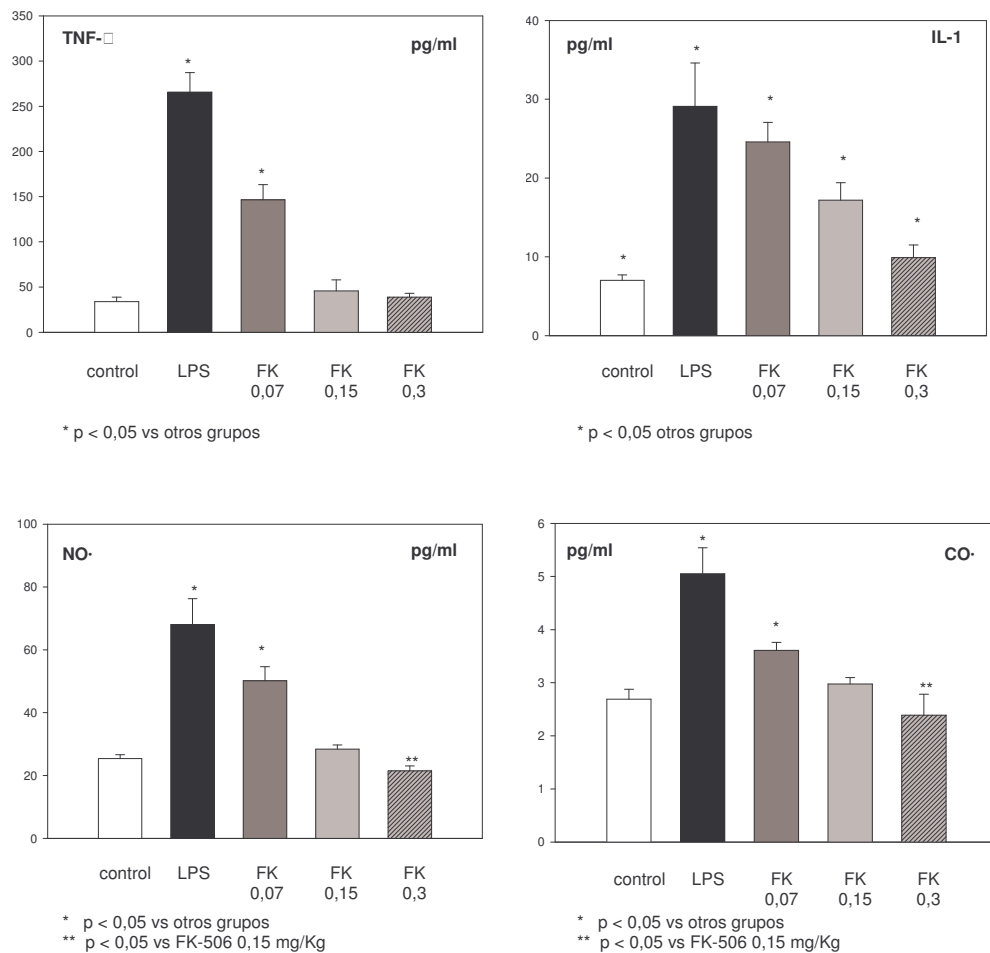 TNF-□
pg/ml
350
300
250
200
150
100
50
0
*
*
control
LPS
FK
0,07
FK
0,15
FK
0,3
* p < 0,05 vs otros grupos
pg/ml
IL-1
40
30
20
10
0
*
*
*
*
*
control
LPS
FK
0,07
FK
0,15
FK
0,3
* p < 0,05 otros grupos
NO·
pg/ml
100
80
60
40
20
0
*
*
**
control
LPS
FK
0,07
FK
0,15
FK
0,3
* p < 0,05 vs otros grupos
** p < 0,05 vs FK-506 0,15 mg/Kg
pg/ml
CO·
6
5
4
3
2
1
0
*
*
**
control
LPS
FK
0,07
FK
0,15
FK
0,3
* p < 0,05 vs otros grupos
** p < 0,05 vs FK-506 0,15 mg/Kg